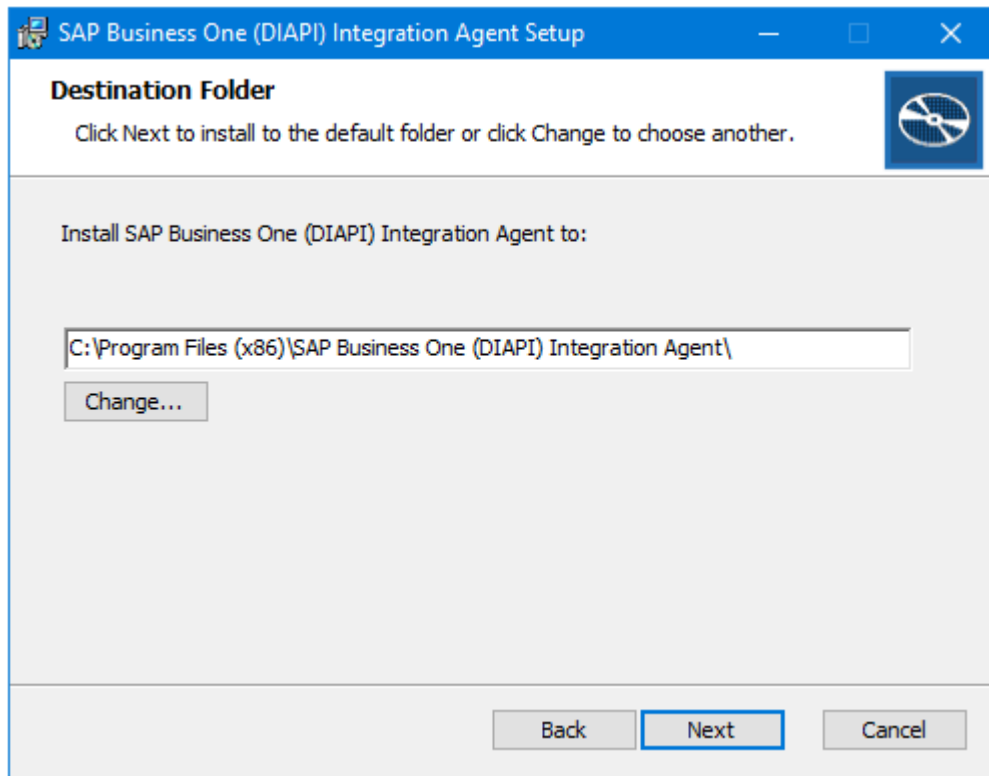 SAP Business One (DIAPI) Integration Agent Setup
Destination Folder
Click Next to install to the default folder or click Change to choose another.
Install SAP Business One (DIAPI) Integration Agent to:
C:\Program Files (x86)\SAP Business One (DIAPI) Integration Agent\
Change...
Back Next Cancel